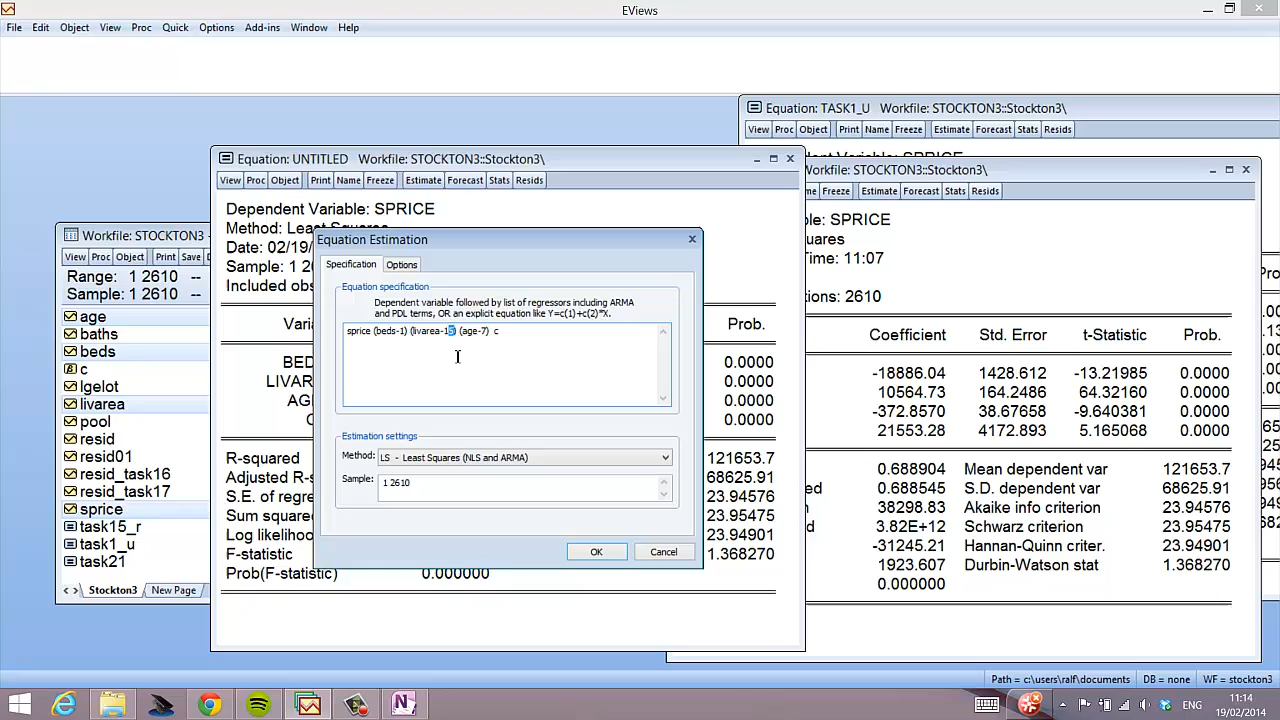 EViews
File Edit Object View Proc Quick Options Add-ins Window Help
Equation: TASK1_U Workfile: STOCKTON3::Stockton3\
View Proc Object Print Name Freeze Estimate Forecast Stats Resids
SPRICE
Workfile: STOCKTON3::Stockton3\
Freeze Estimate Forecast Stats Resids
SPRICE
Time: 11:07
2610
Coefficient Std. Error t-Statistic Prob.
-18886.04 1428.612 -13.21985 0.0000
10564.73 164.2486 64.32160 0.0000
-372.8570 38.67658 -9.640381 0.0000
21553.28 4172.893 5.165068 0.0000
0.688904 Mean dependent var 121653.7
0.688545 S.D. dependent var 68625.91
38298.83 Akaike info criterion 23.94576
3.82E+12 Schwarz criterion 23.95475
-31245.21 Hannan-Quinn criter. 23.94901
1923.607 Durbin-Watson stat 1.368270
0.000000
Equation: UNTITLED Workfile: STOCKTON3::Stockton3\
View Proc Object Print Name Freeze Estimate Forecast Stats Resids
Dependent Variable: SPRICE
Method: Least Squares
Date: 02/19/
Sample: 1 26
Included obs
Prob.
0.0000
0.0000
0.0000
0.0000
R-squared 121653.7
Adjusted R- 68625.91
S.E. of regre 23.94576
Sum square 23.95475
Log likelihoo 23.94901
F-statistic 1.368270
Prob(F-statistic) 0.000000
Equation Estimation
Specification Options
Equation specification
Dependent variable followed by list of regressors including ARMA
and PDL terms, OR an explicit equation like Y=c(1)+c(2)*X.
sprice (beds-1) (livarea-15) (age-7) c
Estimation settings
Method: LS - Least Squares (NLS and ARMA)
Sample: 1 2610
OK Cancel
Workfile: STOCKTON3 -
View Proc Object Print Save
Range: 1 2610 --
Sample: 1 2610 --
age
baths
beds
c
lgelot
livarea
pool
resid
resid01
resid_task16
resid_task17
sprice
task15_r
task1_u
task21
Stockton3 New Page
Path = c:\users\ralf\documents DB = none WF = stockton3
ENG 11:14
19/02/2014